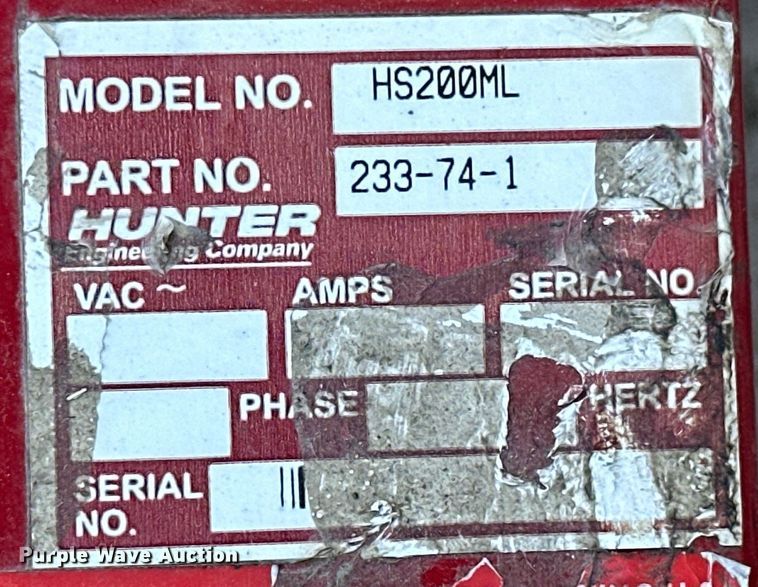 MODEL NO. HS200ML
PART NO. 233-74-1
HUNTER
Engineering Company
VAC ~ AMPS SERIAL NO.
PHASE HERTZ
SERIAL
NO.
Purple Wave Auction